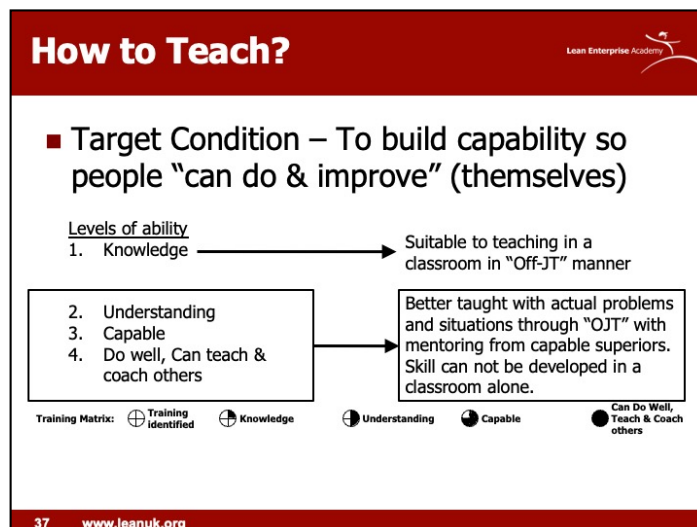 How to Teach?
Lean Enterprise Academy
■ Target Condition – To build capability so
people “can do & improve” (themselves)
Levels of ability
1. Knowledge
Suitable to teaching in a
classroom in “Off-JT” manner
2. Understanding
3. Capable
4. Do well, Can teach &
coach others
Better taught with actual problems
and situations through “OJT” with
mentoring from capable superiors.
Skill can not be developed in a
classroom alone.
Training Matrix:
Training
identified
Knowledge
Understanding
Capable
Can Do Well,
Teach & Coach
others
37 www.leanuk.org